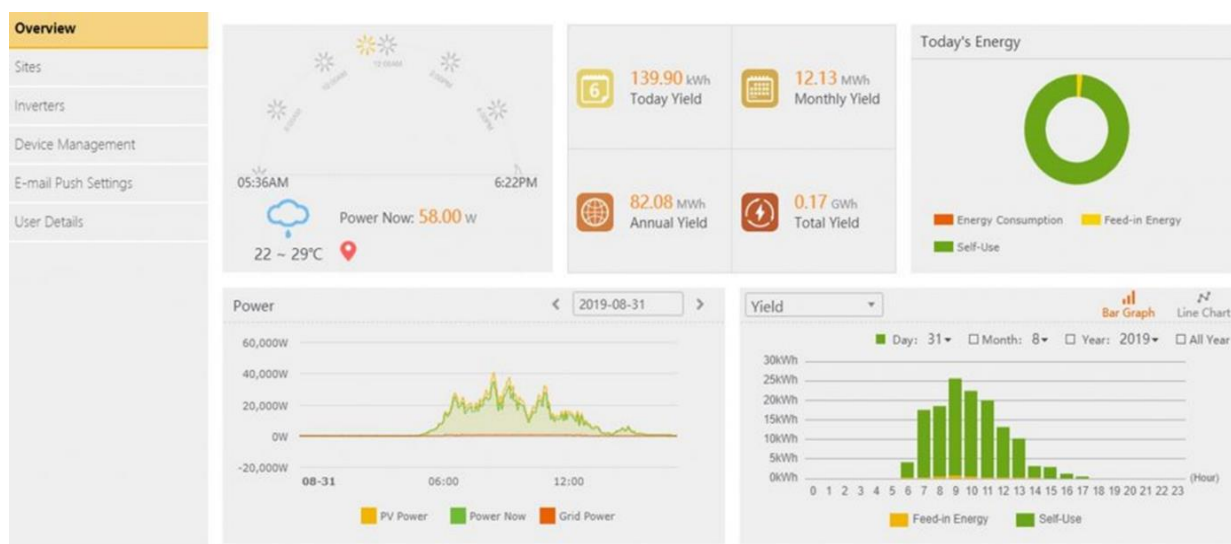 Overview
Sites
Inverters
Device Management
E-mail Push Settings
User Details
12:00AM
05:36AM
6:22PM
Power Now: 58.00 W
22 ~ 29℃
6
139.90 kWh
Today Yield
12.13 MWh
Monthly Yield
82.08 MWh
Annual Yield
0.17 GWh
Total Yield
Today's Energy
Energy Consumption
Feed-in Energy
Self-Use
Power
2019-08-31
60,000W
40,000W
20,000W
0W
-20,000W
08-31
06:00
12:00
PV Power
Power Now
Grid Power
Yield
Bar Graph
Line Chart
Day: 31
Month: 8
Year: 2019
All Year
30kWh
25kWh
20kWh
15kWh
10kWh
5kWh
0kWh
0 1 2 3 4 5 6 7 8 9 10 11 12 13 14 15 16 17 18 19 20 21 22 23
(Hour)
Feed-in Energy
Self-Use